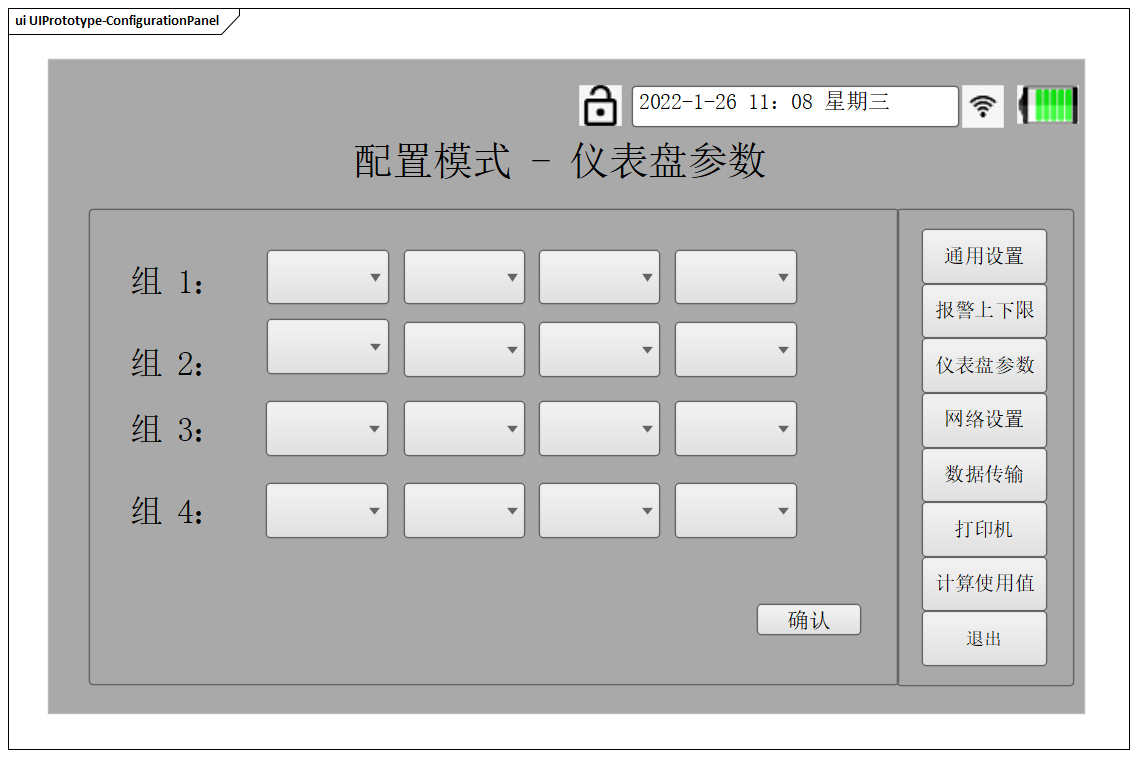 ui UIPrototype-ConfigurationPanel
2022-1-26 11：08 星期三
配置模式 - 仪表盘参数
组 1：
组 2：
组 3：
组 4：
确认
通用设置
报警上下限
仪表盘参数
网络设置
数据传输
打印机
计算使用值
退出